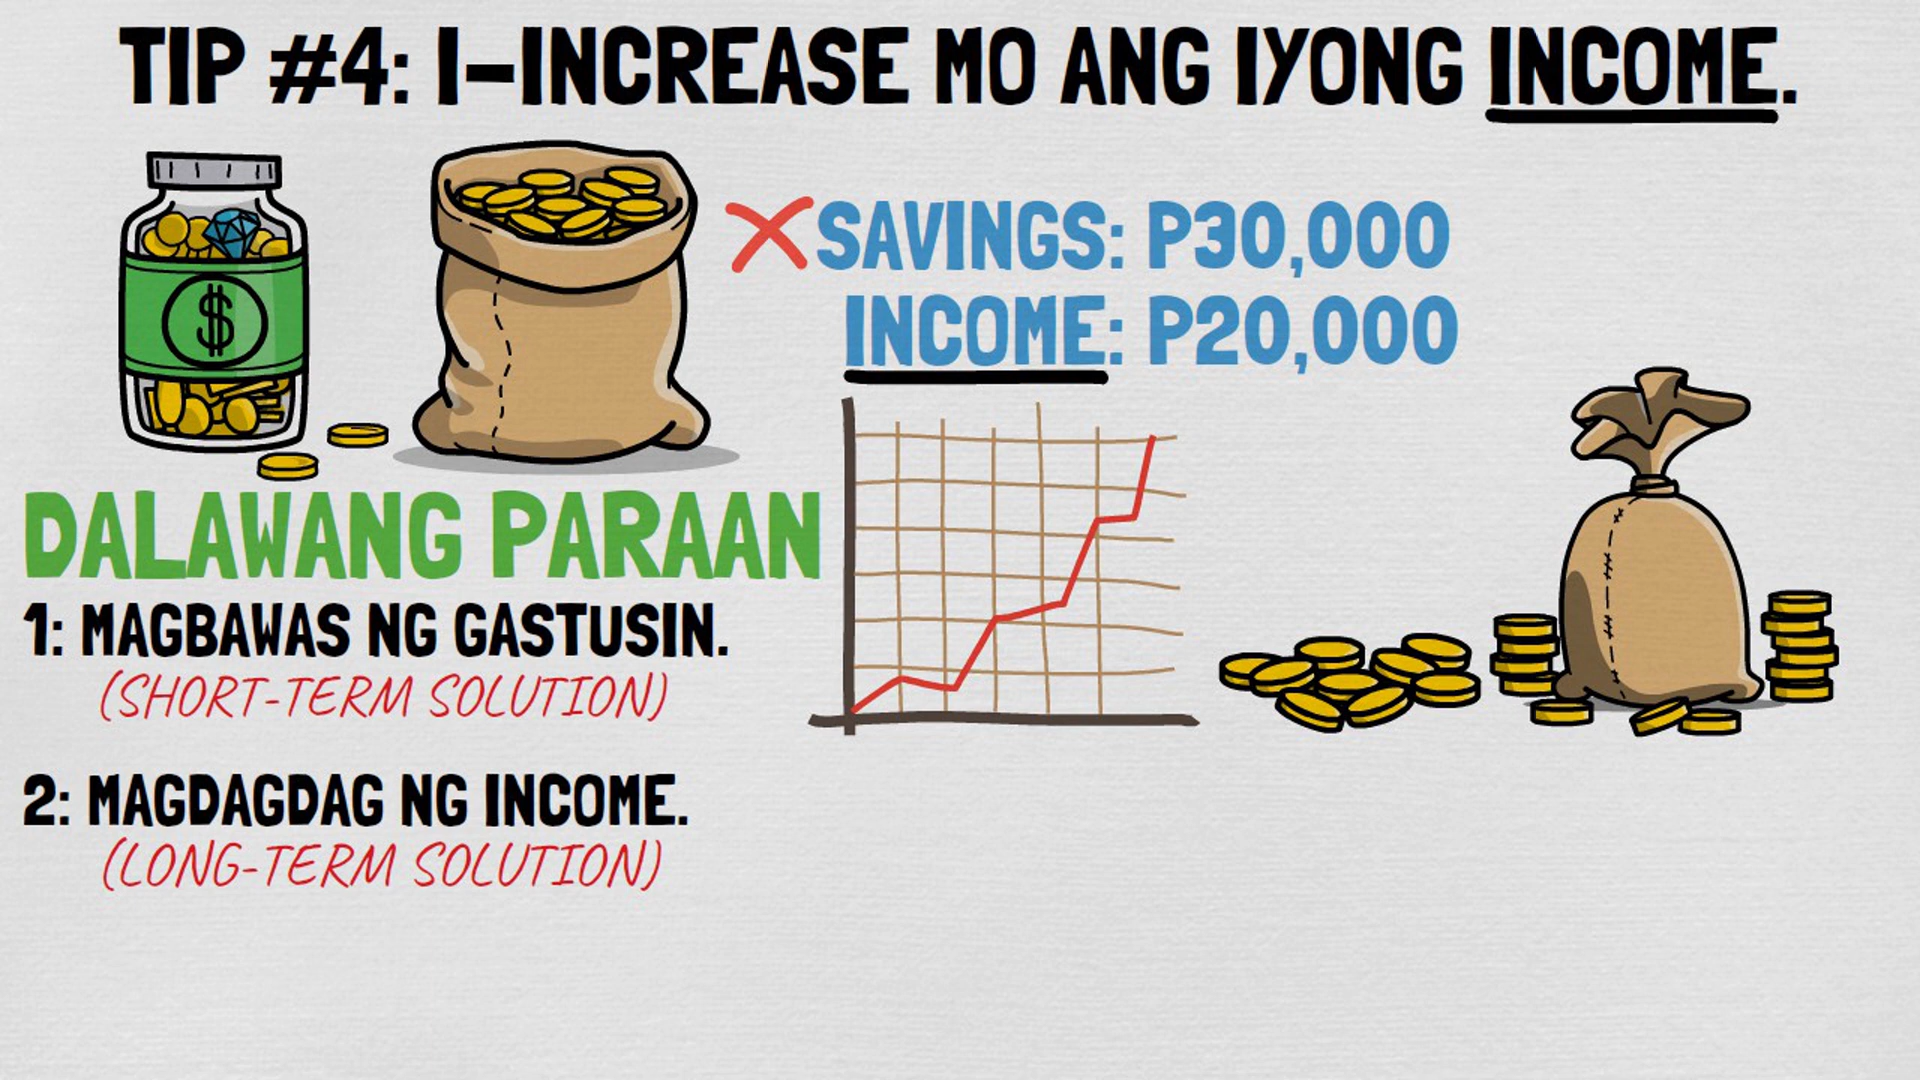 TIP #4: I-INCREASE MO ANG IYONG INCOME.
SAVINGS: P30,000
INCOME: P20,000
$
DALAWANG PARAAN
1: MAGBAWAS NG GASTUSIN.
(SHORT-TERM SOLUTION)
2: MAGDAGDAG NG INCOME.
(LONG-TERM SOLUTION)